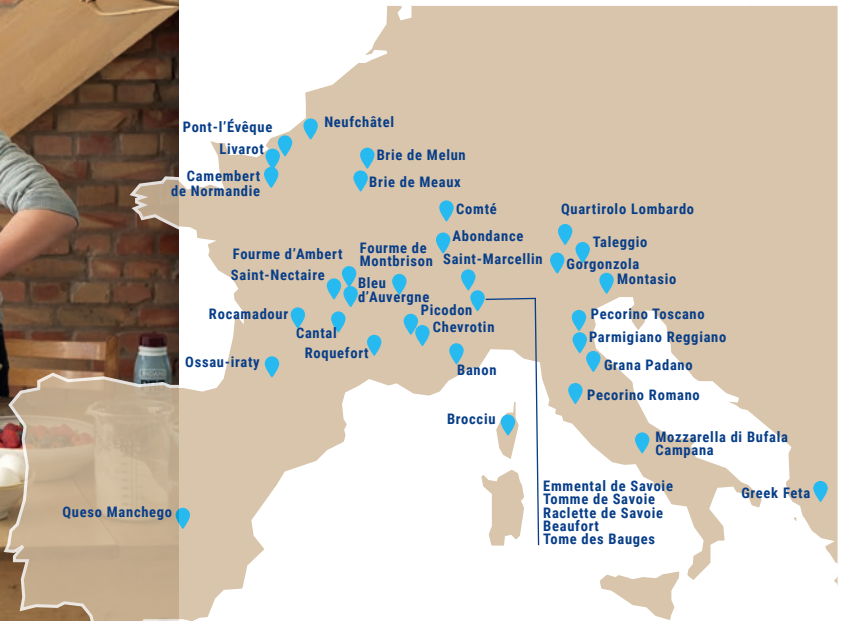 Neufchâtel
Pont-l’Évêque
Livarot
Camembert
de Normandie
Brie de Melun
Brie de Meaux
Comté
Abondance
Saint-Marcellin
Quartirolo Lombardo
Taleggio
Gorgonzola
Montasio
Fourme d’Ambert
Saint-Nectaire
Fourme de
Montbrison
Bleu
d’Auvergne
Rocamadour
Cantal
Picodon
Chevrotin
Roquefort
Ossau-iraty
Banon
Pecorino Toscano
Parmigiano Reggiano
Grana Padano
Pecorino Romano
Brocciu
Mozzarella di Bufala
Campana
Emmental de Savoie
Tomme de Savoie
Raclette de Savoie
Beaufort
Tome des Bauges
Greek Feta
Queso Manchego